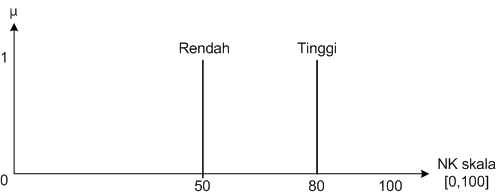 μ
Rendah Tinggi
1
NK skala
[0,100]
0 50 80 100